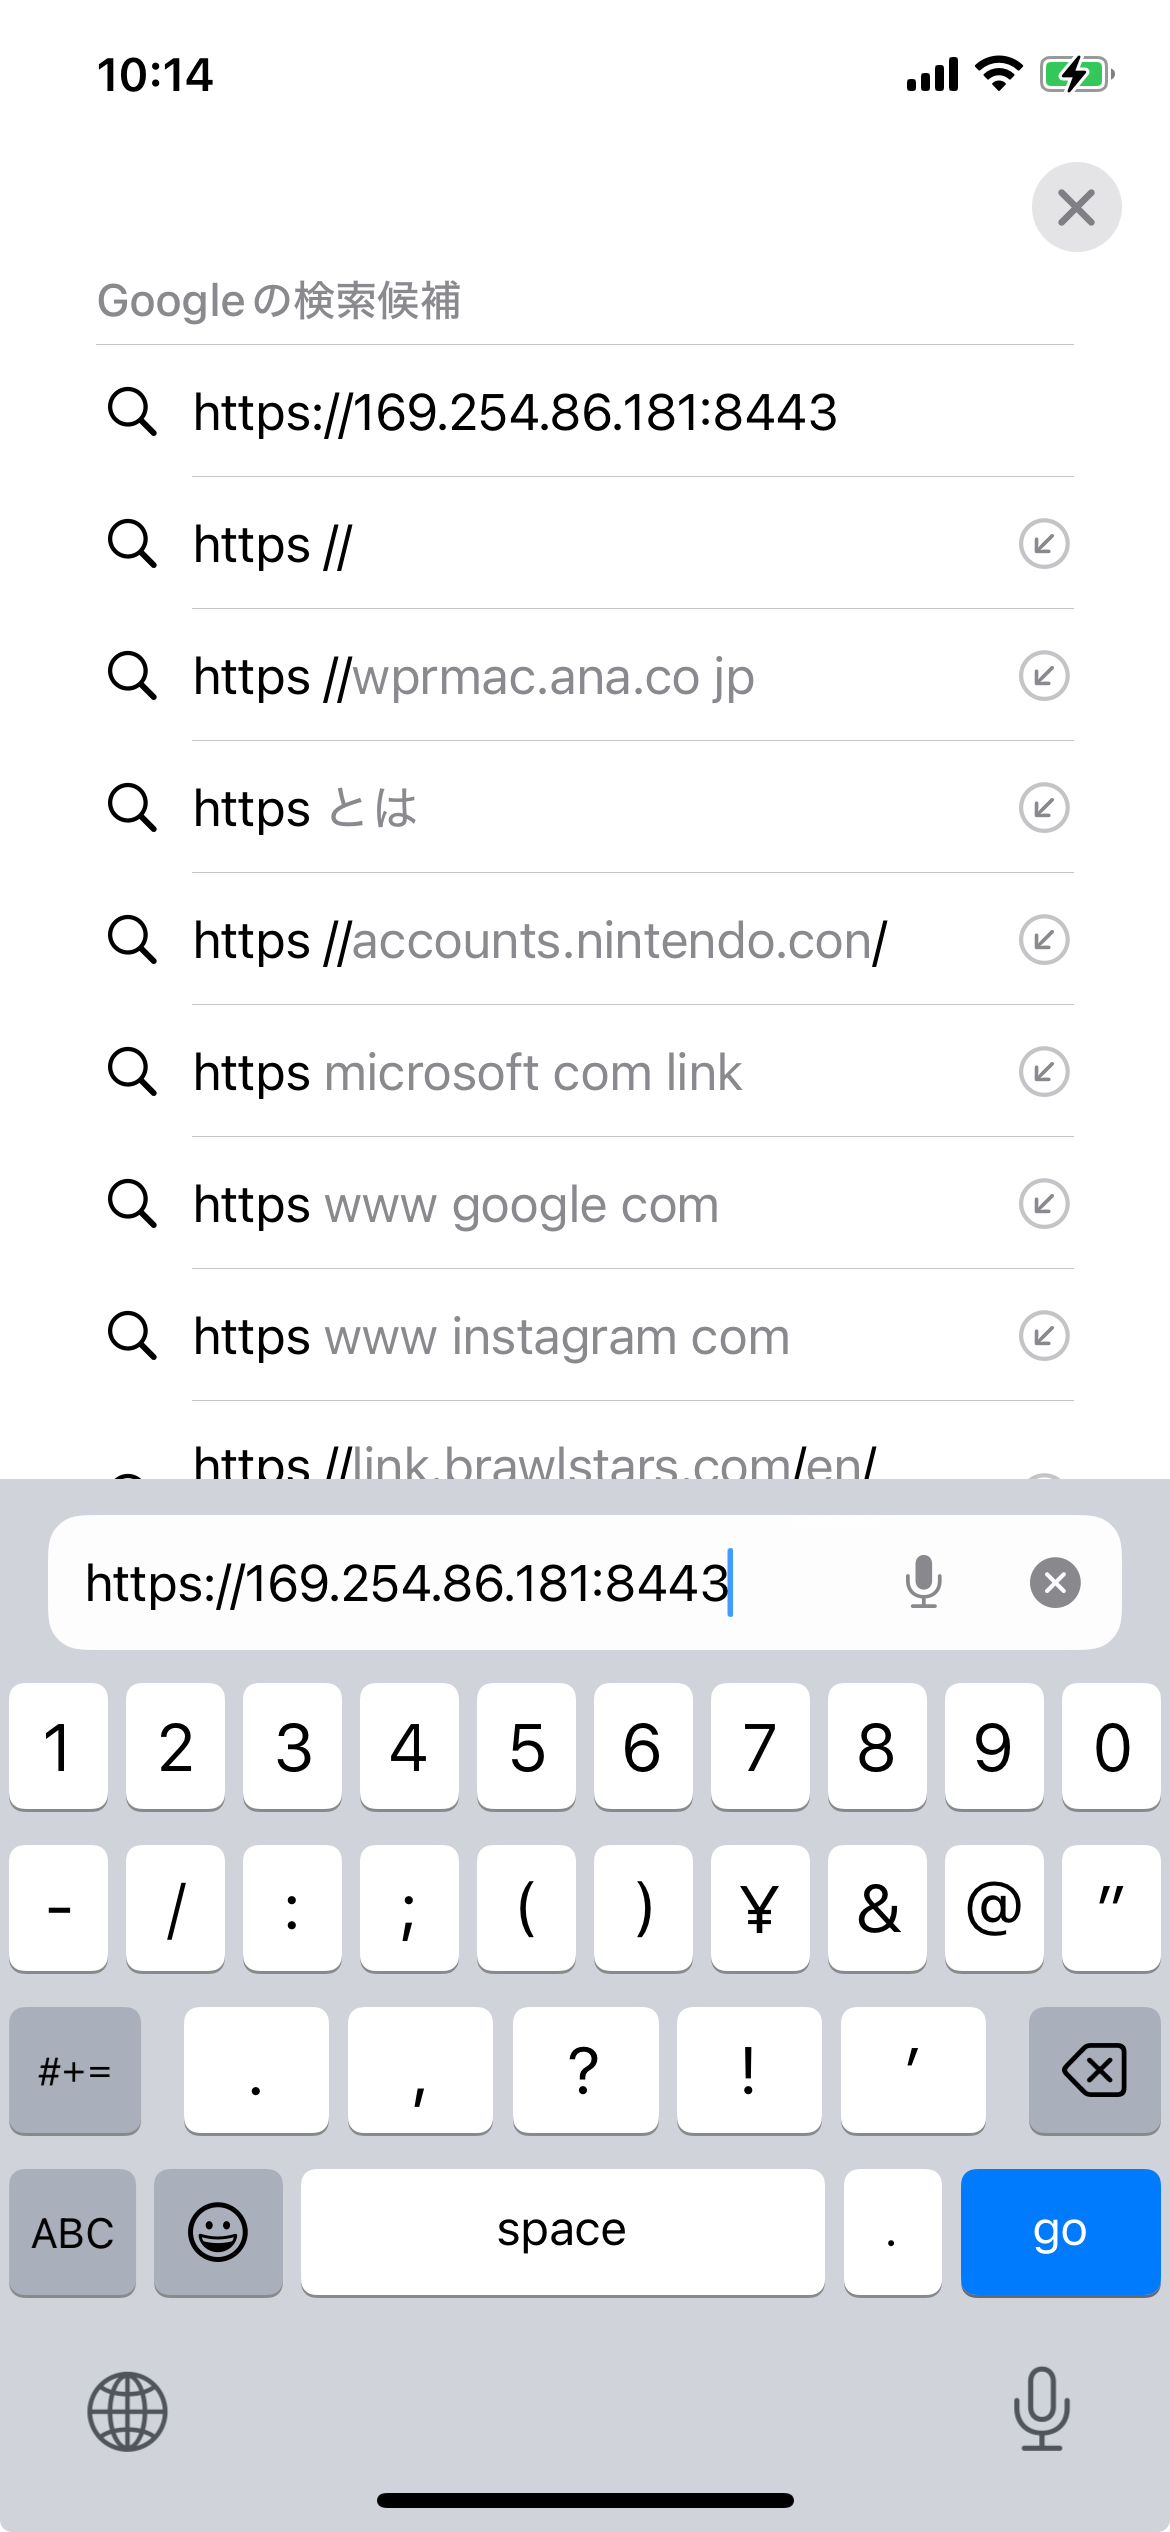 10:14
Googleの検索候補
https://169.254.86.181:8443
https //
https //wprmac.ana.co jp
https とは
https //accounts.nintendo.con/
https microsoft com link
https www google com
https www instagram com
https //link.brawlstars.com/en/
https://169.254.86.181:8443
1 2 3 4 5 6 7 8 9 0
- / : ; ( ) ¥ & @ "
#+= . , ? ! '
ABC space . go